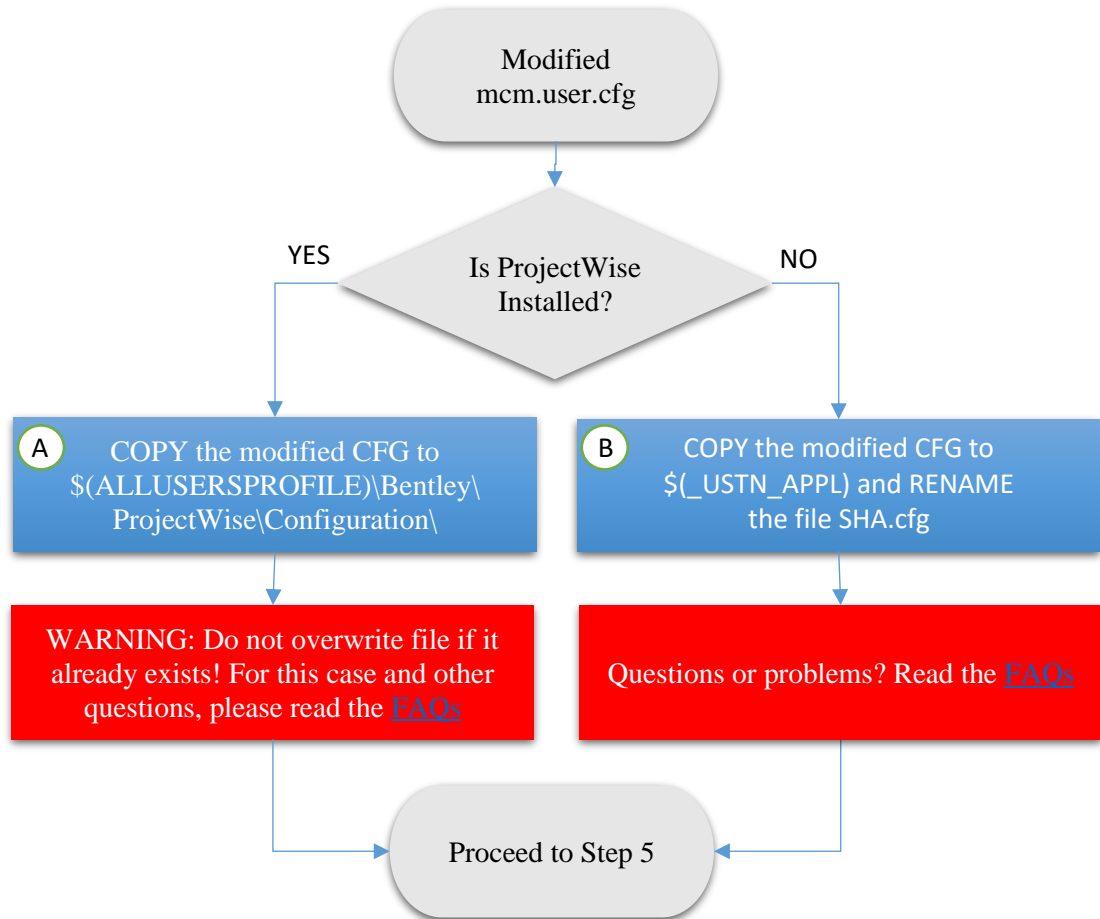 Modified
mcm.user.cfg
Is ProjectWise
Installed?
YES
NO
A
COPY the modified CFG to
$(ALLUSERSPROFILE)\Bentley\
ProjectWise\Configuration\
B
COPY the modified CFG to
$(_USTN_APPL) and RENAME
the file SHA.cfg
WARNING: Do not overwrite file if it
already exists! For this case and other
questions, please read the FAQs
Questions or problems? Read the FAQs
Proceed to Step 5